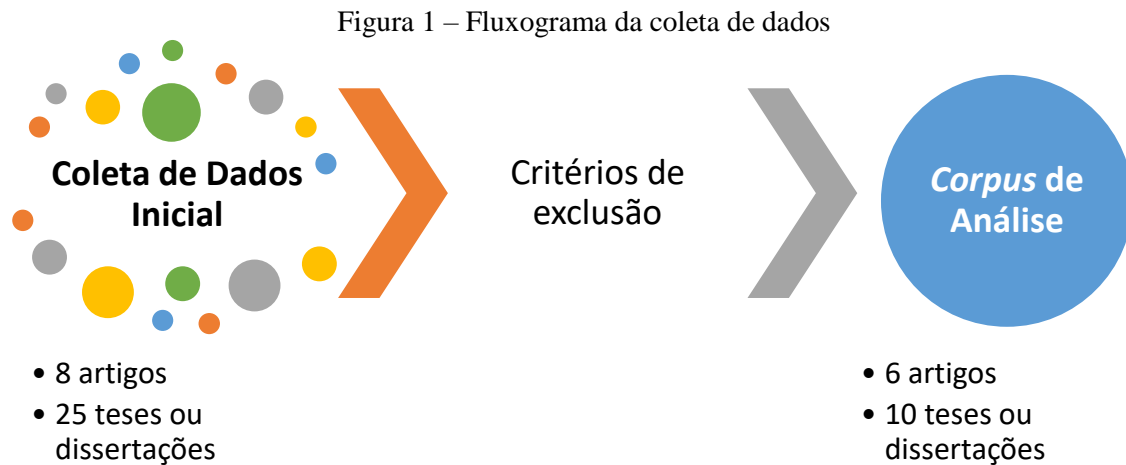 Figura 1 – Fluxograma da coleta de dados
Coleta de Dados
Inicial
• 8 artigos
• 25 teses ou
dissertações
Critérios de
exclusão
Corpus de
Análise
• 6 artigos
• 10 teses ou
dissertações